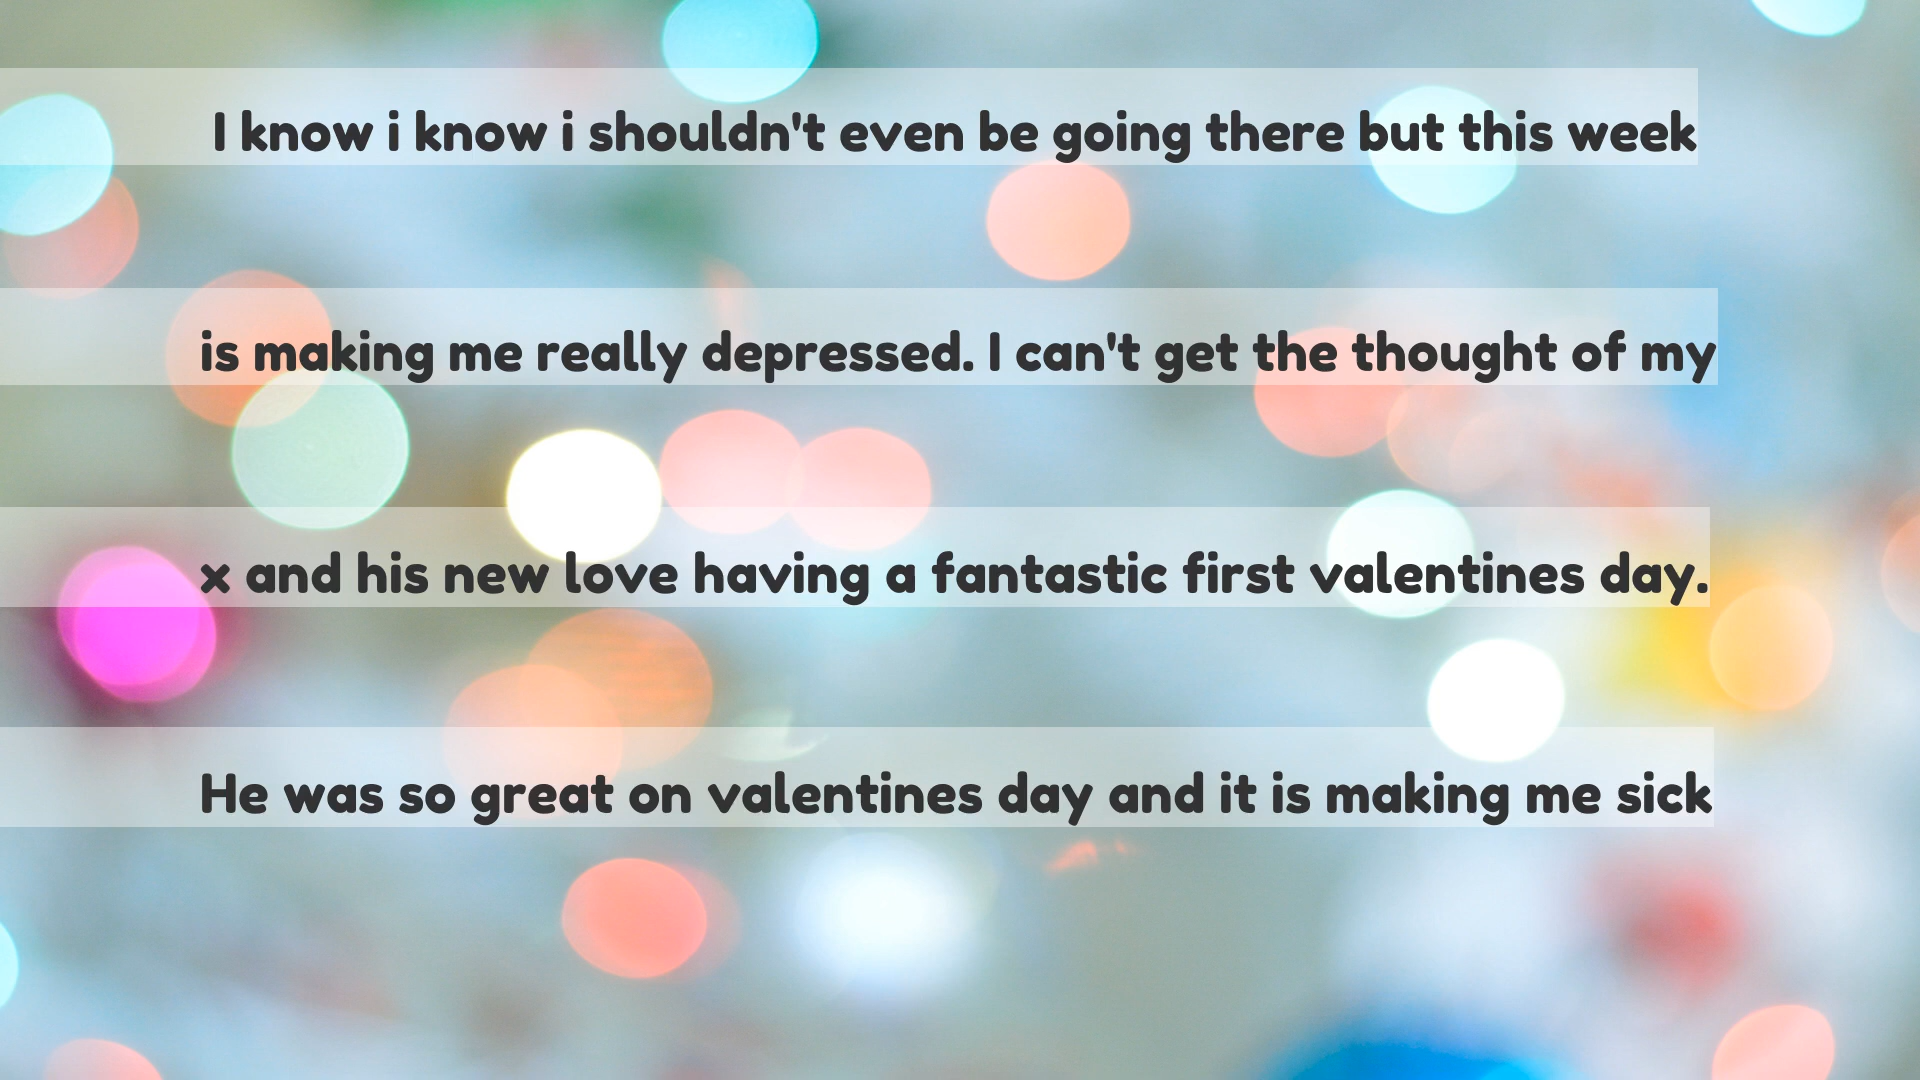 I know i know i shouldn't even be going there but this week
is making me really depressed. I can't get the thought of my
x and his new love having a fantastic first valentines day.
He was so great on valentines day and it is making me sick